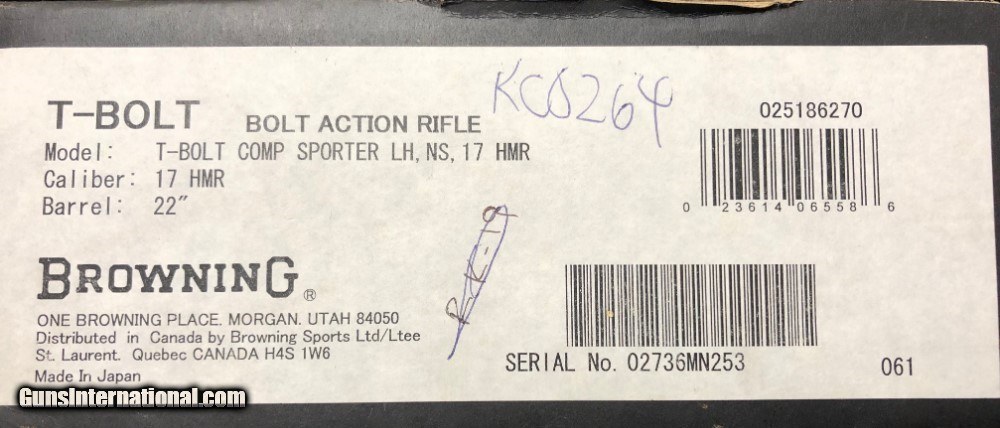 KCS264
T-BOLT BOLT ACTION RIFLE
025186270
Model: T-BOLT COMP SPORTER LH, NS, 17 HMR
Caliber: 17 HMR
Barrel: 22"
0 23614 06558 6
BROWNING®
ONE BROWNING PLACE. MORGAN. UTAH 84050
Distributed in Canada by Browning Sports Ltd/Ltee
St. Laurent. Quebec CANADA H4S 1W6
Made In Japan
SERIAL No. 02736MN253
061
GunsInternational.com